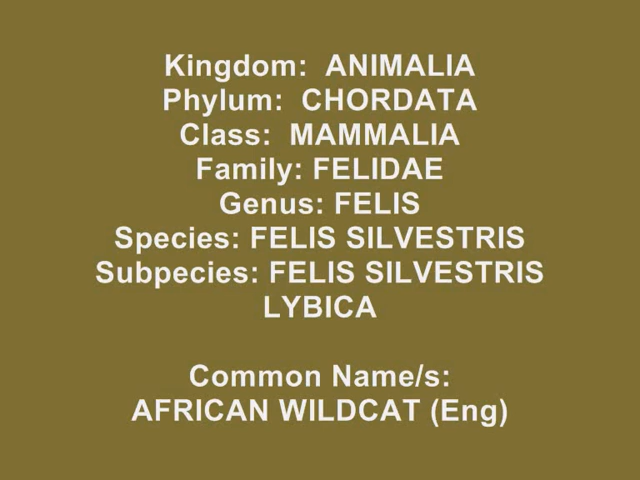 Kingdom:  ANIMALIA
Phylum:  CHORDATA
Class:  MAMMALIA
Family: FELIDAE
Genus: FELIS
Species: FELIS SILVESTRIS
Subpecies: FELIS SILVESTRIS
LYBICA
Common Name/s:
AFRICAN WILDCAT (Eng)